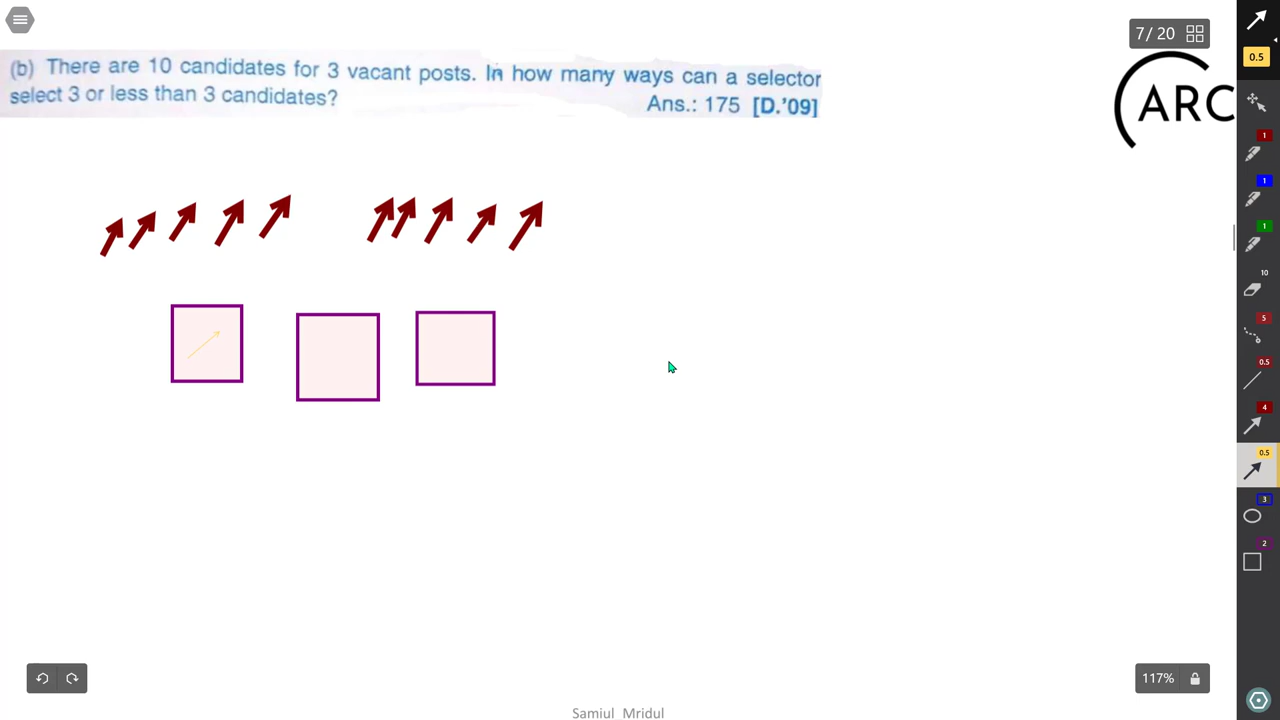 7/ 20
(b) There are 10 candidates for 3 vacant posts. In how many ways can a selector
select 3 or less than 3 candidates?
Ans.: 175 [D.'09]
ARC
0.5
1
1
1
10
5
0.5
4
0.5
3
2
117%
Samiul_Mridul